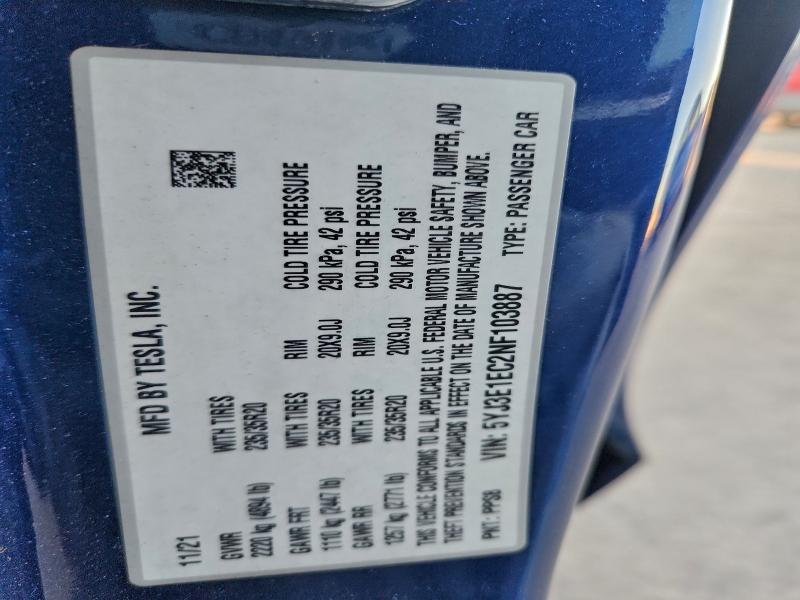 MFD BY TESLA, INC.
11/21
GVWR WITH TIRES RIM COLD TIRE PRESSURE
2220 kg (4894 lb) 235/35R20 20X9.0J 290 kPa, 42 psi
GAWR FRT WITH TIRES RIM COLD TIRE PRESSURE
1110 kg (2447 lb) 235/35R20 20X9.0J 290 kPa, 42 psi
GAWR RR
1257 kg (2771 lb) 235/35R20
THIS VEHICLE CONFORMS TO ALL APPLICABLE U.S. FEDERAL MOTOR VEHICLE SAFETY, BUMPER, AND
THEFT PREVENTION STANDARDS IN EFFECT ON THE DATE OF MANUFACTURE SHOWN ABOVE.
PNT: PPSB VIN: 5YJ3E1EC2NF103887 TYPE: PASSENGER CAR